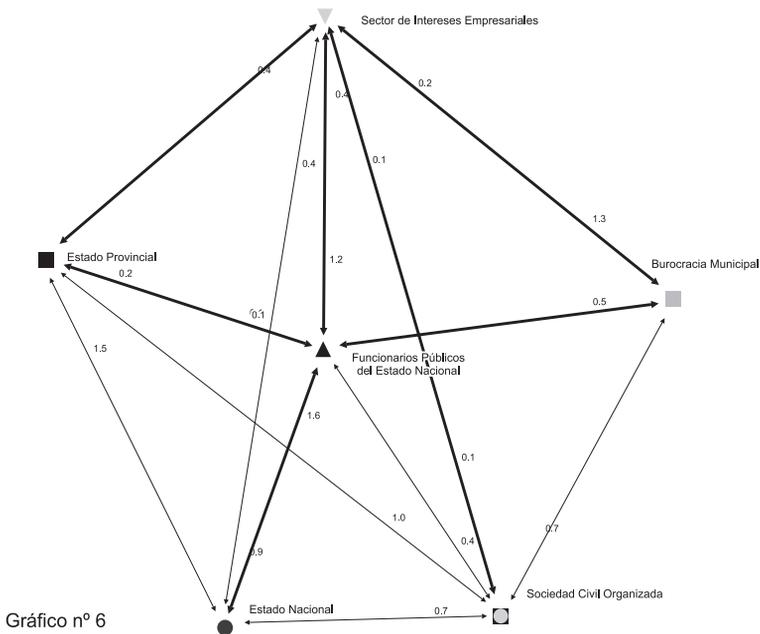 Sector de Intereses Empresariales
0.4
0.2
0.4
0.1
0.4
1.3
Estado Provincial
1.2
Burocracia Municipal
0.2
0.5
0.1
1.5
Funcionarios Públicos
del Estado Nacional
1.6
0.1
1.0
0.7
0.4
0.9
Sociedad Civil Organizada
Estado Nacional
0.7
Gráfico nº 6